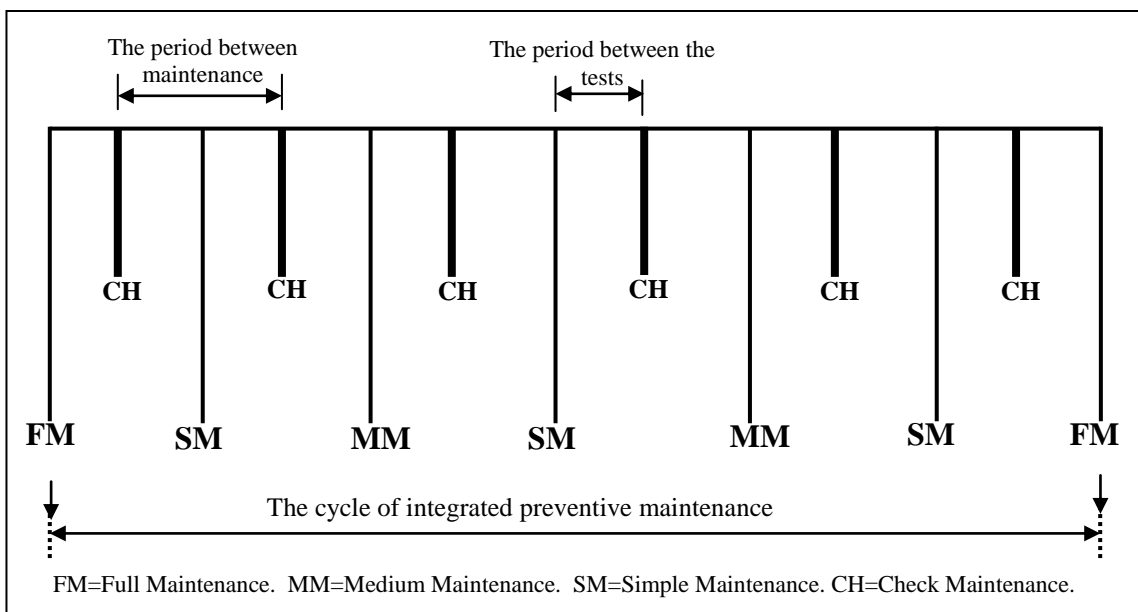 The period between
maintenance
The period between the
tests
CH
CH
CH
CH
CH
CH
FM
SM
MM
SM
MM
SM
FM
The cycle of integrated preventive maintenance
FM=Full Maintenance. MM=Medium Maintenance. SM=Simple Maintenance. CH=Check Maintenance.